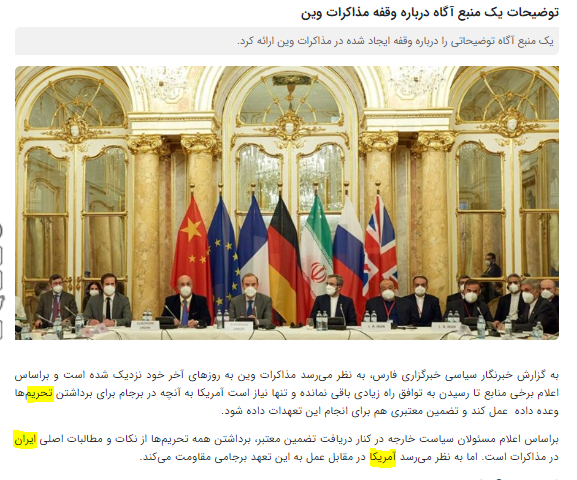 توضیحات یک منبع آگاه درباره وقفه مذاکرات وین
یک منبع آگاه توضیحاتی را درباره وقفه ایجاد شده در مذاکرات وین ارائه کرد.
به گزارش خبرنگار سیاسی خبرگزاری فارس، به نظر می‌رسد مذاکرات وین به روزهای آخر خود نزدیک شده است و براساس
اعلام برخی منابع تا رسیدن به توافق راه زیادی باقی نمانده و تنها نیاز است آمریکا به آنچه در برجام برای برداشتن تحریم‌ها
وعده داده عمل کند و تضمین معتبری هم برای انجام این تعهدات داده شود.
براساس اعلام مسئولان سیاست خارجه در کنار دریافت تضمین معتبر، برداشتن همه تحریم‌ها از نکات و مطالبات اصلی ایران
در مذاکرات است. اما به نظر می‌رسد آمریکا در مقابل عمل به این تعهد برجامی مقاومت می‌کند.